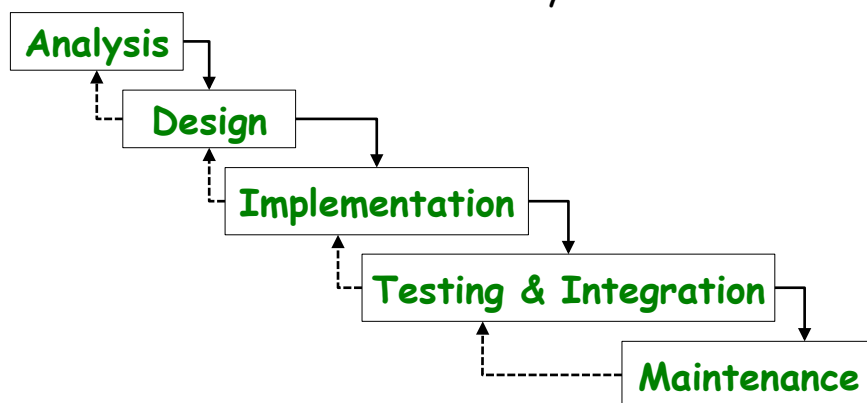 Analysis
Design
Implementation
Testing & Integration
Maintenance